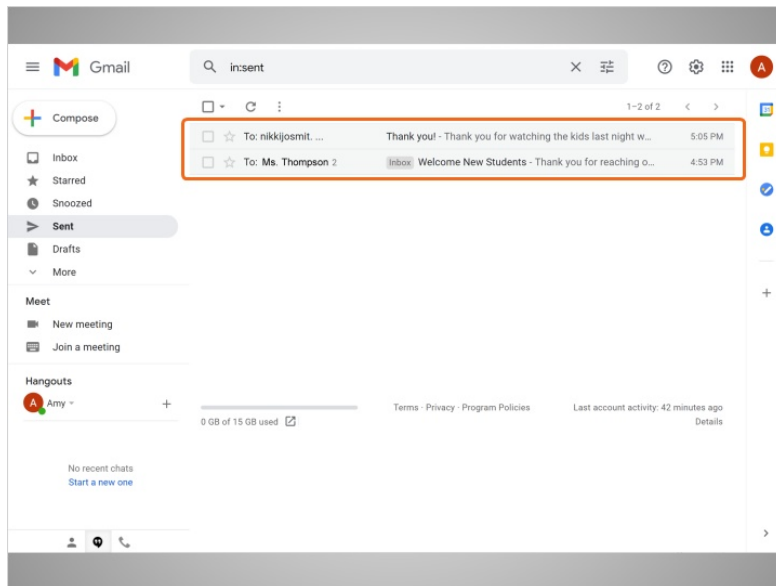 Gmail
in:sent
A
Compose
1–2 of 2
To: nikkijosmit. ... Thank you! - Thank you for watching the kids last night w... 5:05 PM
To: Ms. Thompson 2 Inbox Welcome New Students - Thank you for reaching o... 4:53 PM
Inbox
Starred
Snoozed
Sent
Drafts
More
Meet
New meeting
Join a meeting
Hangouts
A Amy
No recent chats
Start a new one
0 GB of 15 GB used
Terms · Privacy · Program Policies
Last account activity: 42 minutes ago
Details